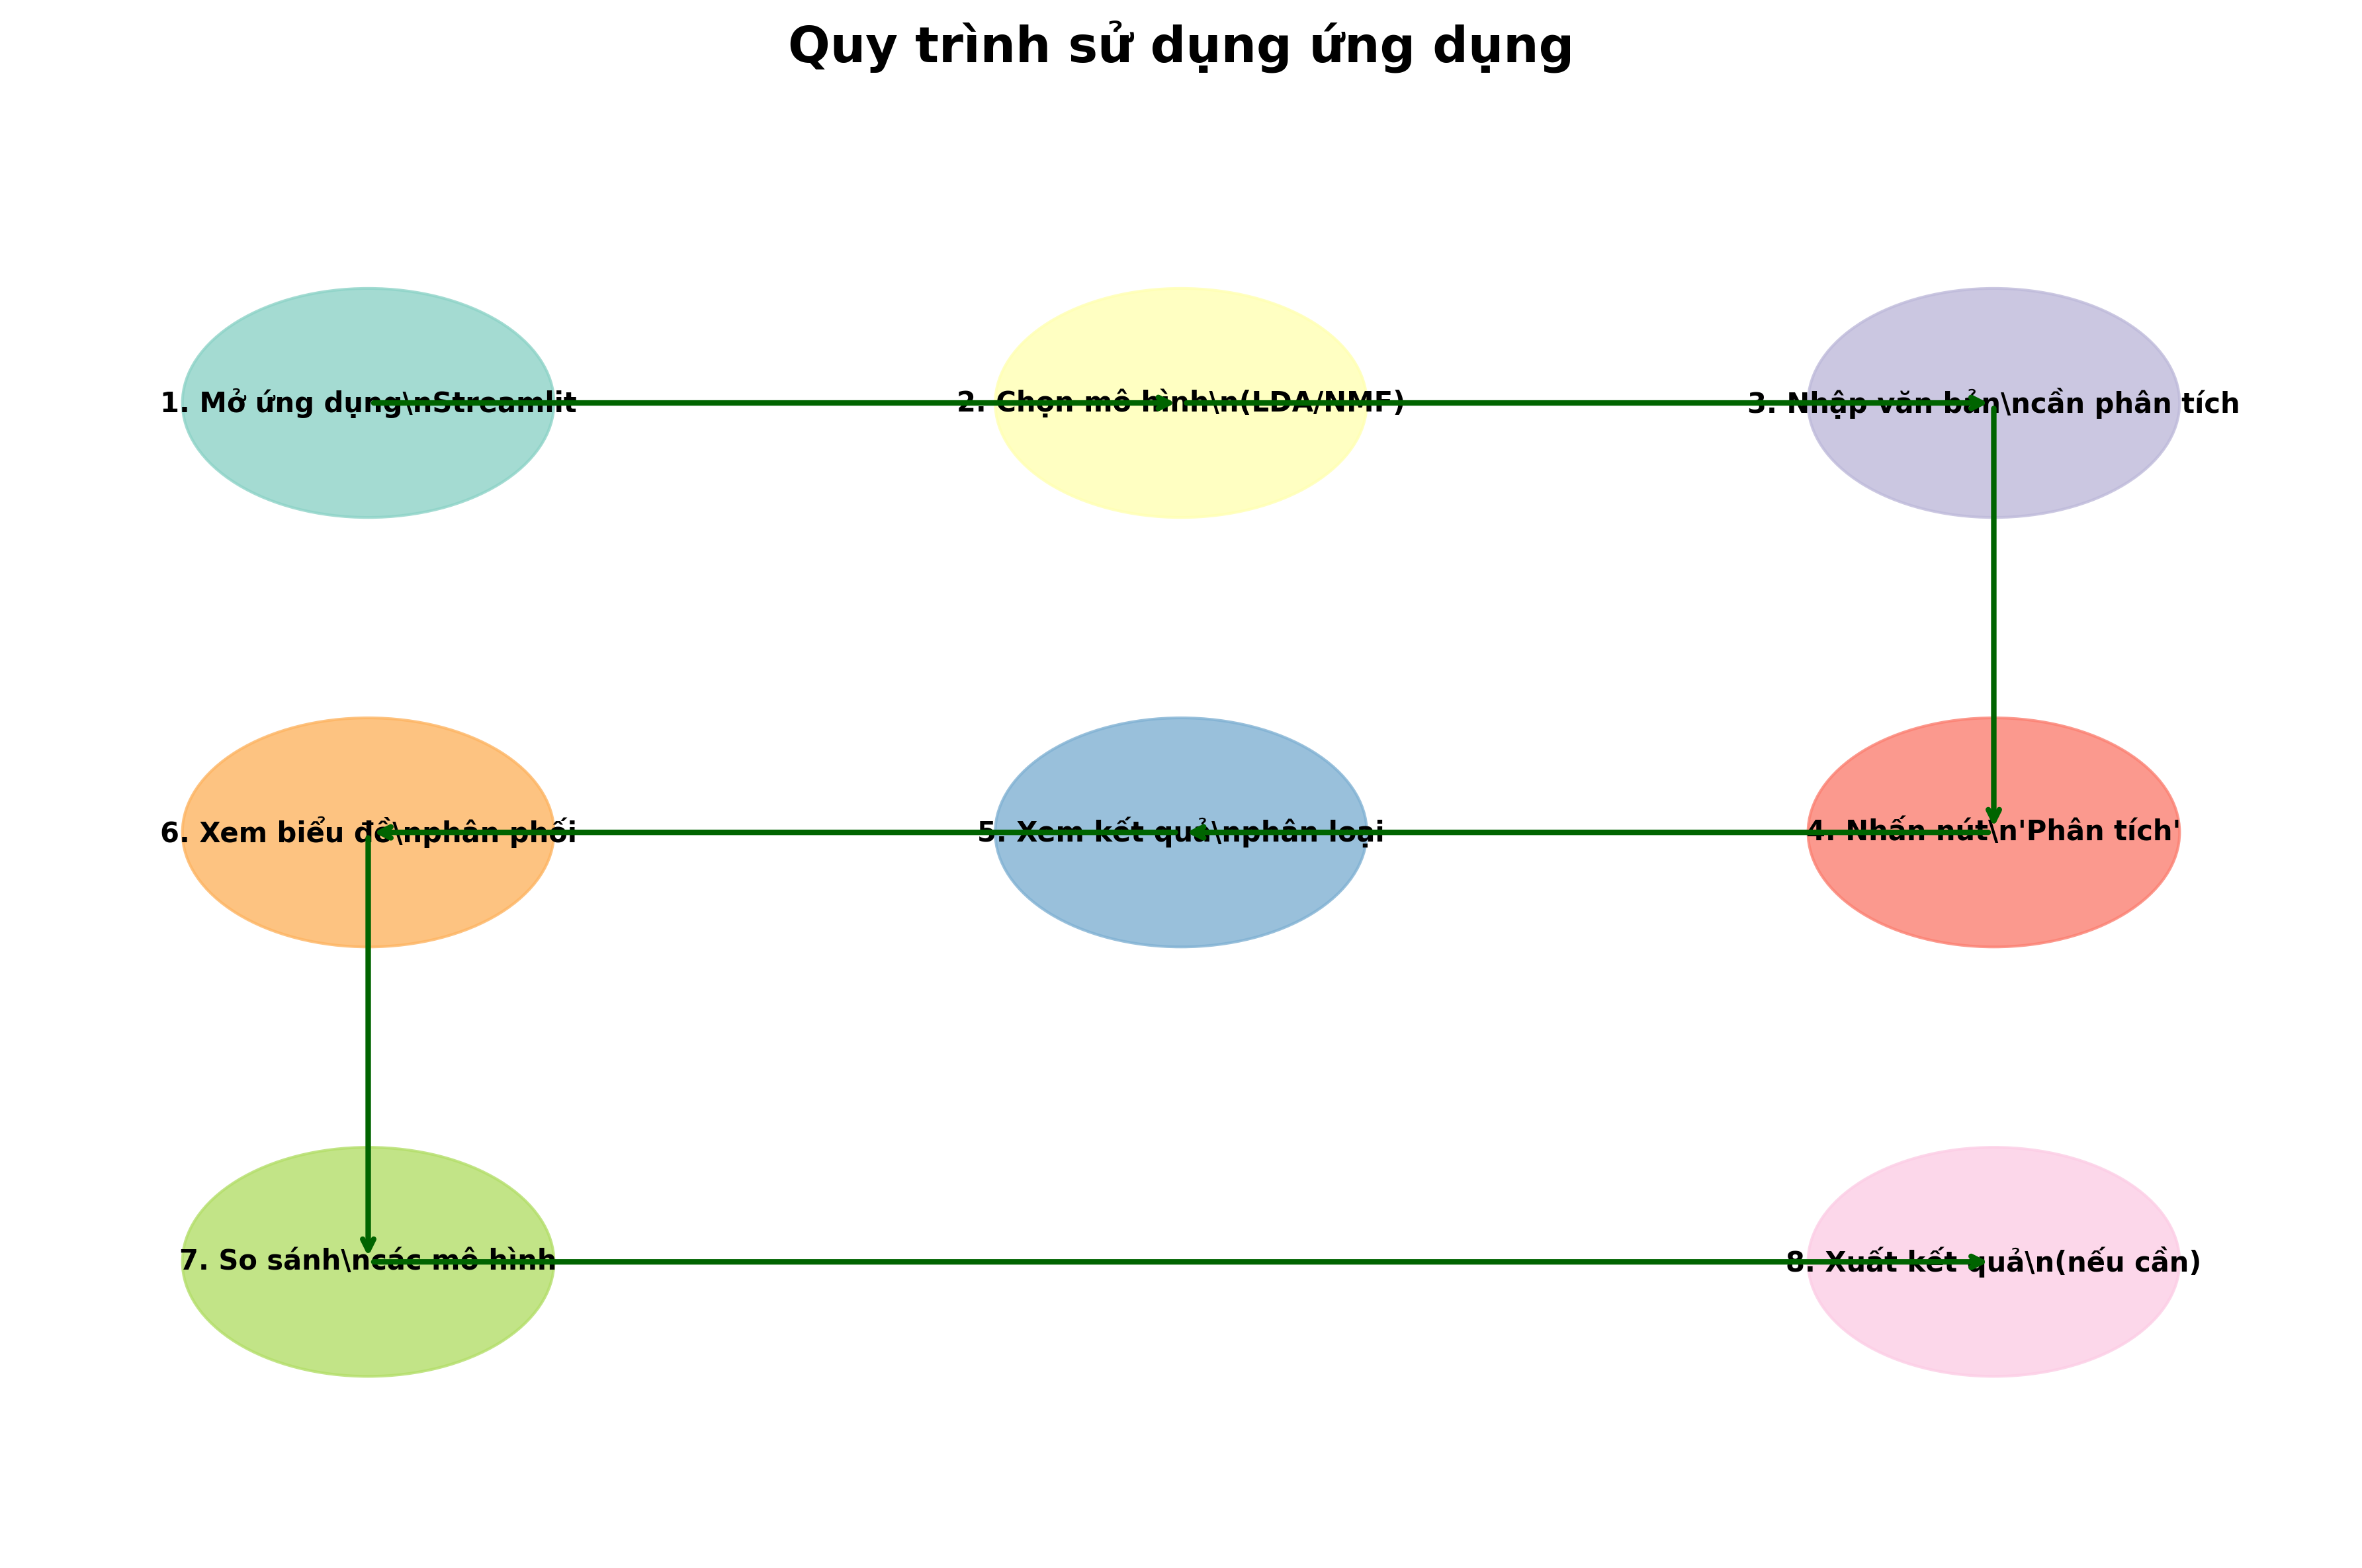 Quy trình sử dụng ứng dụng
1. Mở ứng dụng\nStreamlit
2. Chọn mô hình\n(LDA/NMF)
3. Nhập văn bản\ncần phân tích
6. Xem biểu đồ\nphân phối
5. Xem kết quả\nphân loại
4. Nhấn nút\n'Phân tích'
7. So sánh\ncác mô hình
8. Xuất kết quả\n(nếu cần)